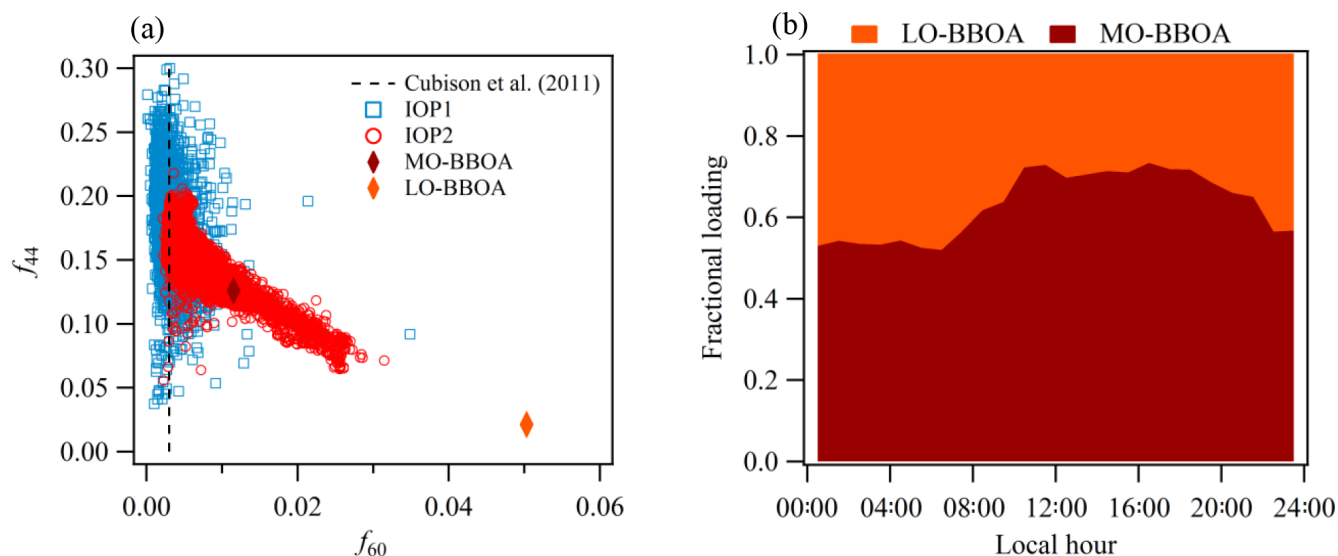 (a)
0.30
0.25
0.20
0.15
0.10
0.05
0.00
f44
0.00 0.02 0.04 0.06
f60
Cubison et al. (2011)
IOP1
IOP2
MO-BBOA
LO-BBOA
(b)
LO-BBOA MO-BBOA
1.0
0.8
0.6
0.4
0.2
0.0
Fractional loading
00:00 04:00 08:00 12:00 16:00 20:00 24:00
Local hour